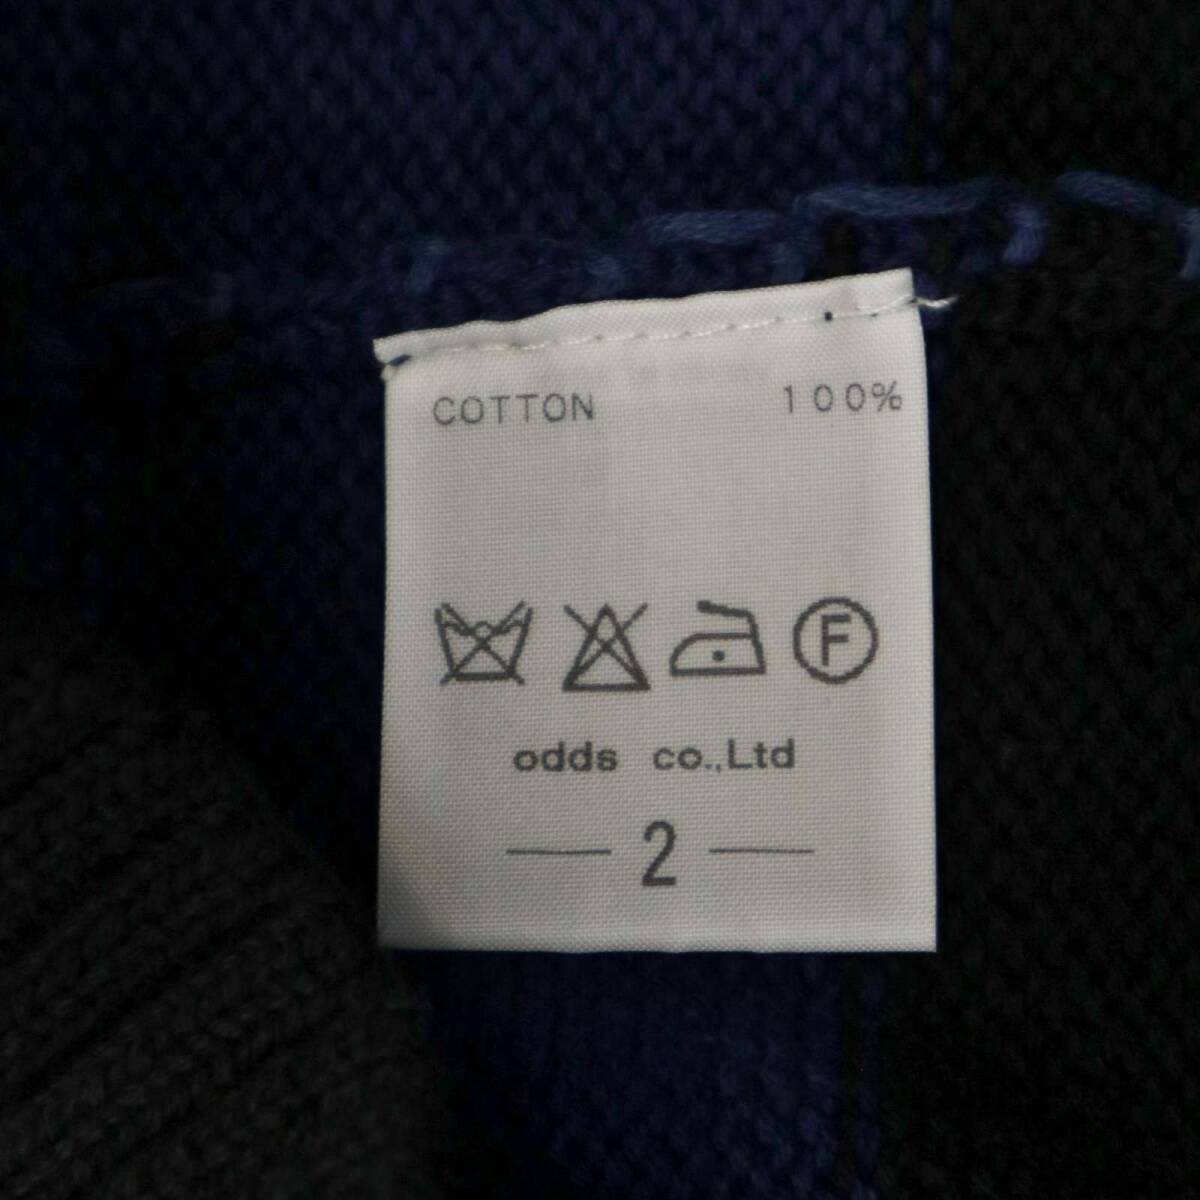 COTTON 100%
F
odds co.,Ltd
— 2 —